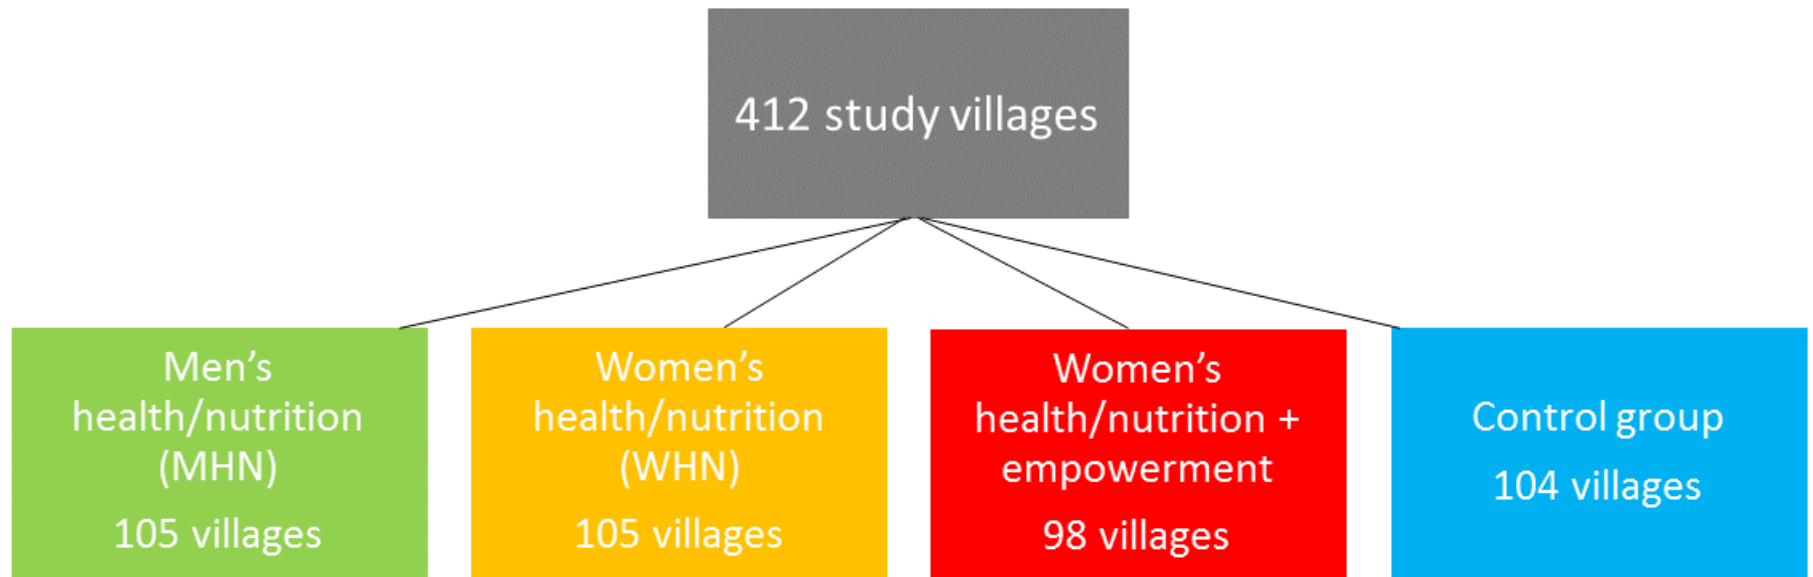 412 study villages
Men’s
health/nutrition
(MHN)
105 villages
Women’s
health/nutrition
(WHN)
105 villages
Women’s
health/nutrition +
empowerment
98 villages
Control group
104 villages